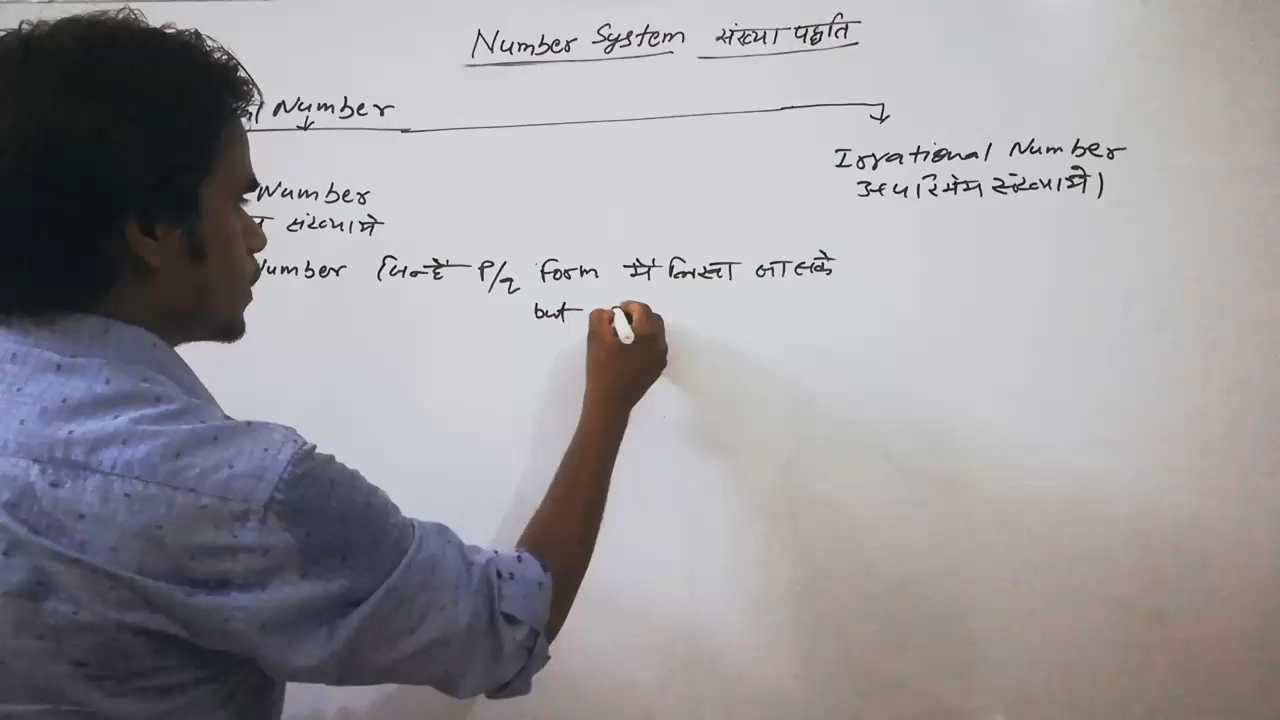 Number System संख्या पद्धति
Number
Irrational Number
Number
अपरिमेय संख्याये।
संख्याये
Number (जिन्हें P/q form में लिखा जा सके
but